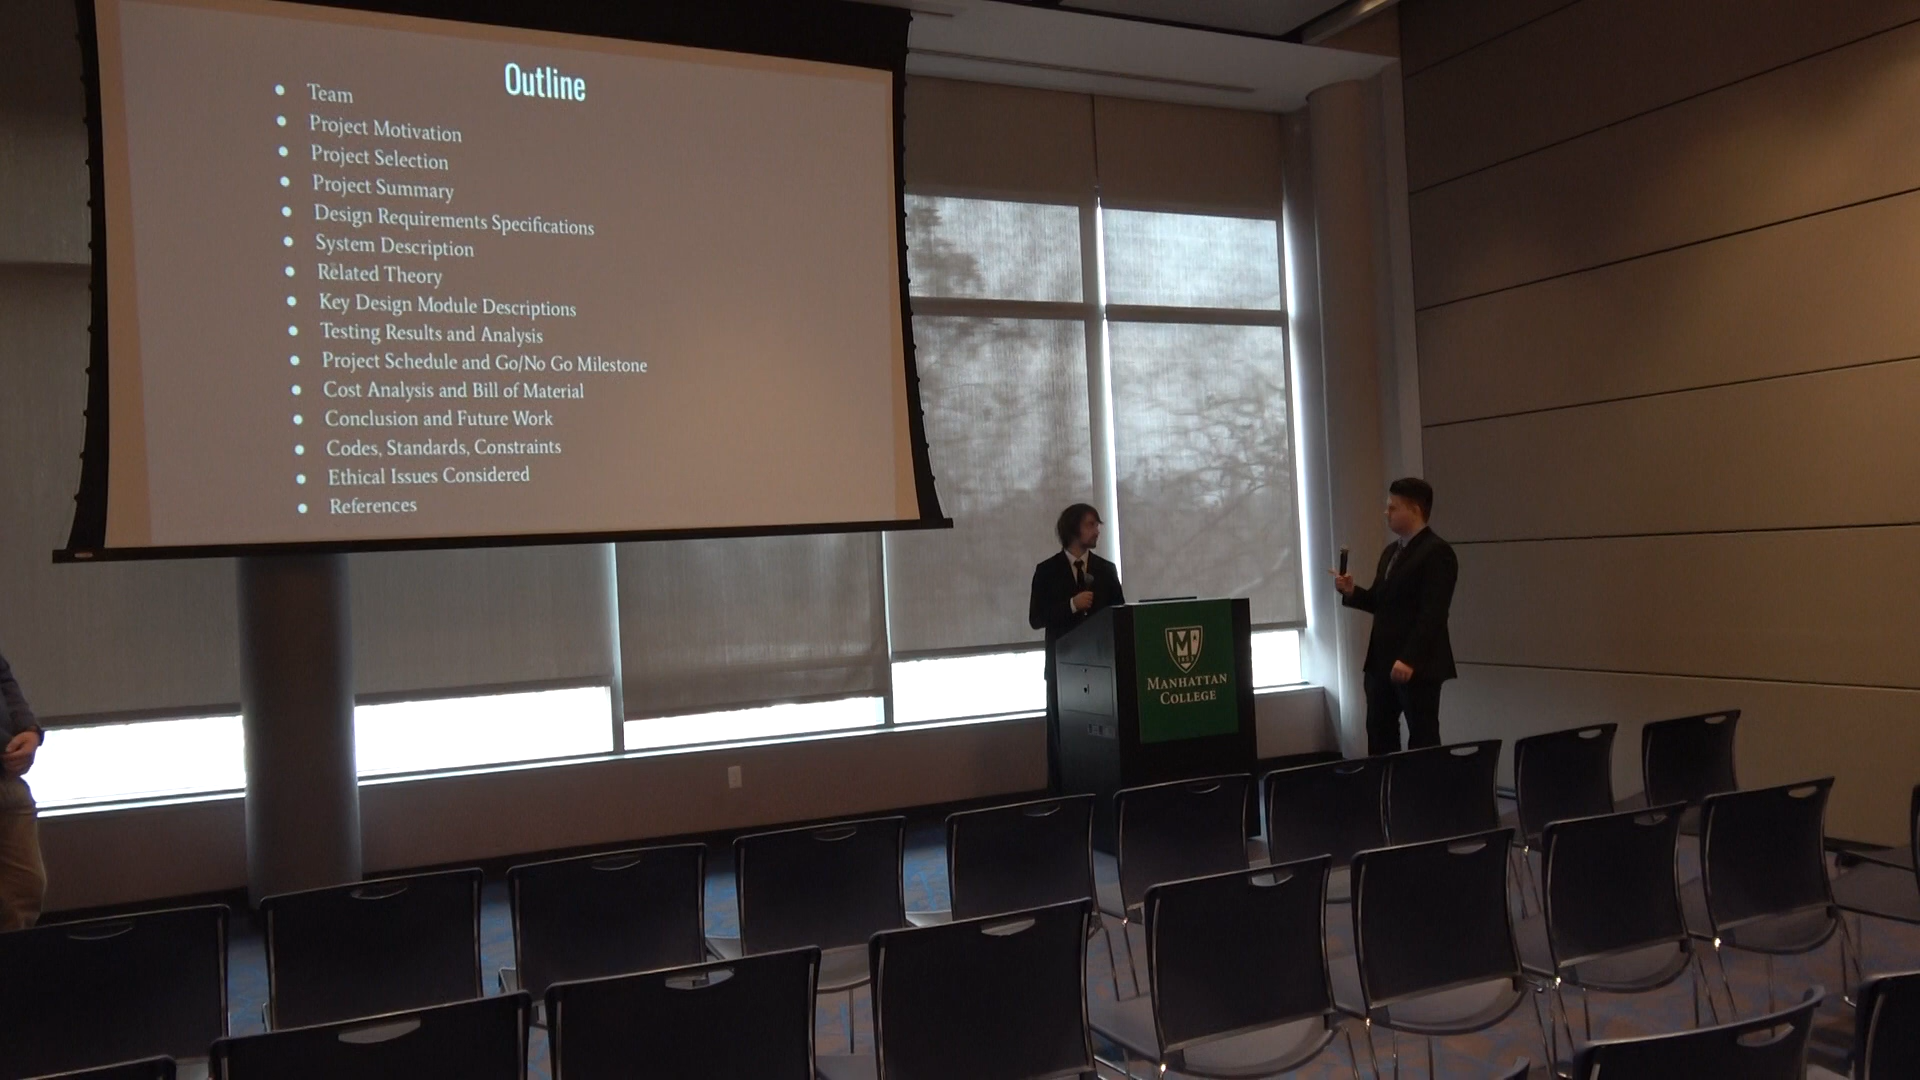 Outline
Team
Project Motivation
Project Selection
Project Summary
Design Requirements Specifications
System Description
Related Theory
Key Design Module Descriptions
Testing Results and Analysis
Project Schedule and Go/No Go Milestone
Cost Analysis and Bill of Material
Conclusion and Future Work
Codes, Standards, Constraints
Ethical Issues Considered
References
M
MANHATTAN
COLLEGE